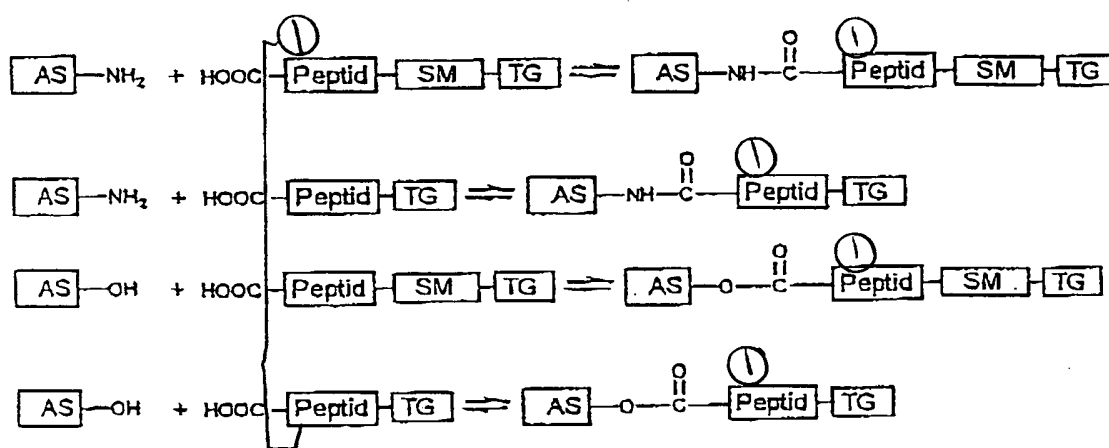 1 1
AS —NH₂ + HOOC— Peptid — SM — TG ⇌ AS —NH—C(=O)— Peptid — SM — TG
1
AS —NH₂ + HOOC— Peptid — TG ⇌ AS —NH—C(=O)— Peptid — TG
1
AS —OH + HOOC— Peptid — SM — TG ⇌ AS —O—C(=O)— Peptid — SM — TG
1
AS —OH + HOOC— Peptid — TG ⇌ AS —O—C(=O)— Peptid — TG